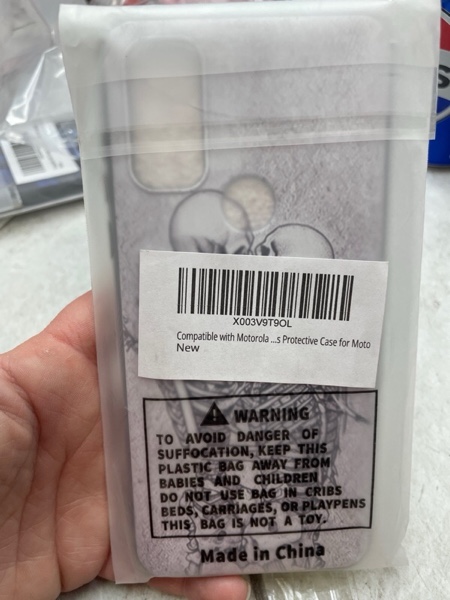 X003V9T9OL
Compatible with Motorola ...s Protective Case for Moto
New
WARNING
TO AVOID DANGER OF
SUFFOCATION, KEEP THIS
PLASTIC BAG AWAY FROM
BABIES AND CHILDREN
DO NOT USE BAG IN CRIBS
BEDS, CARRIAGES, OR PLAYPENS
THIS BAG IS NOT A TOY.
Made in China